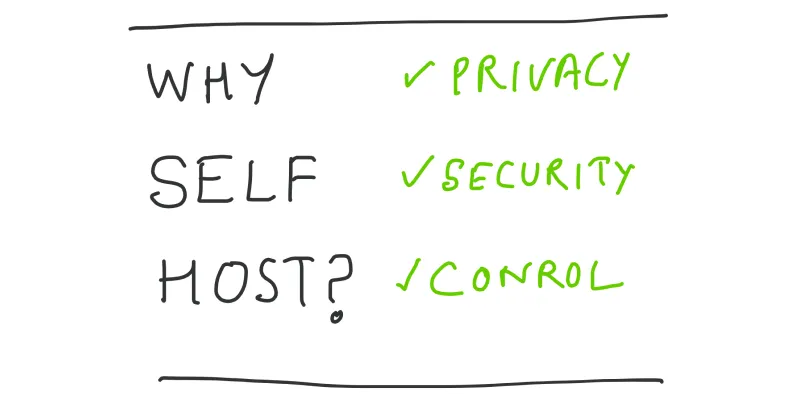 WHY ✓ PRIVACY
SELF ✓ SECURITY
HOST? ✓ CONROL